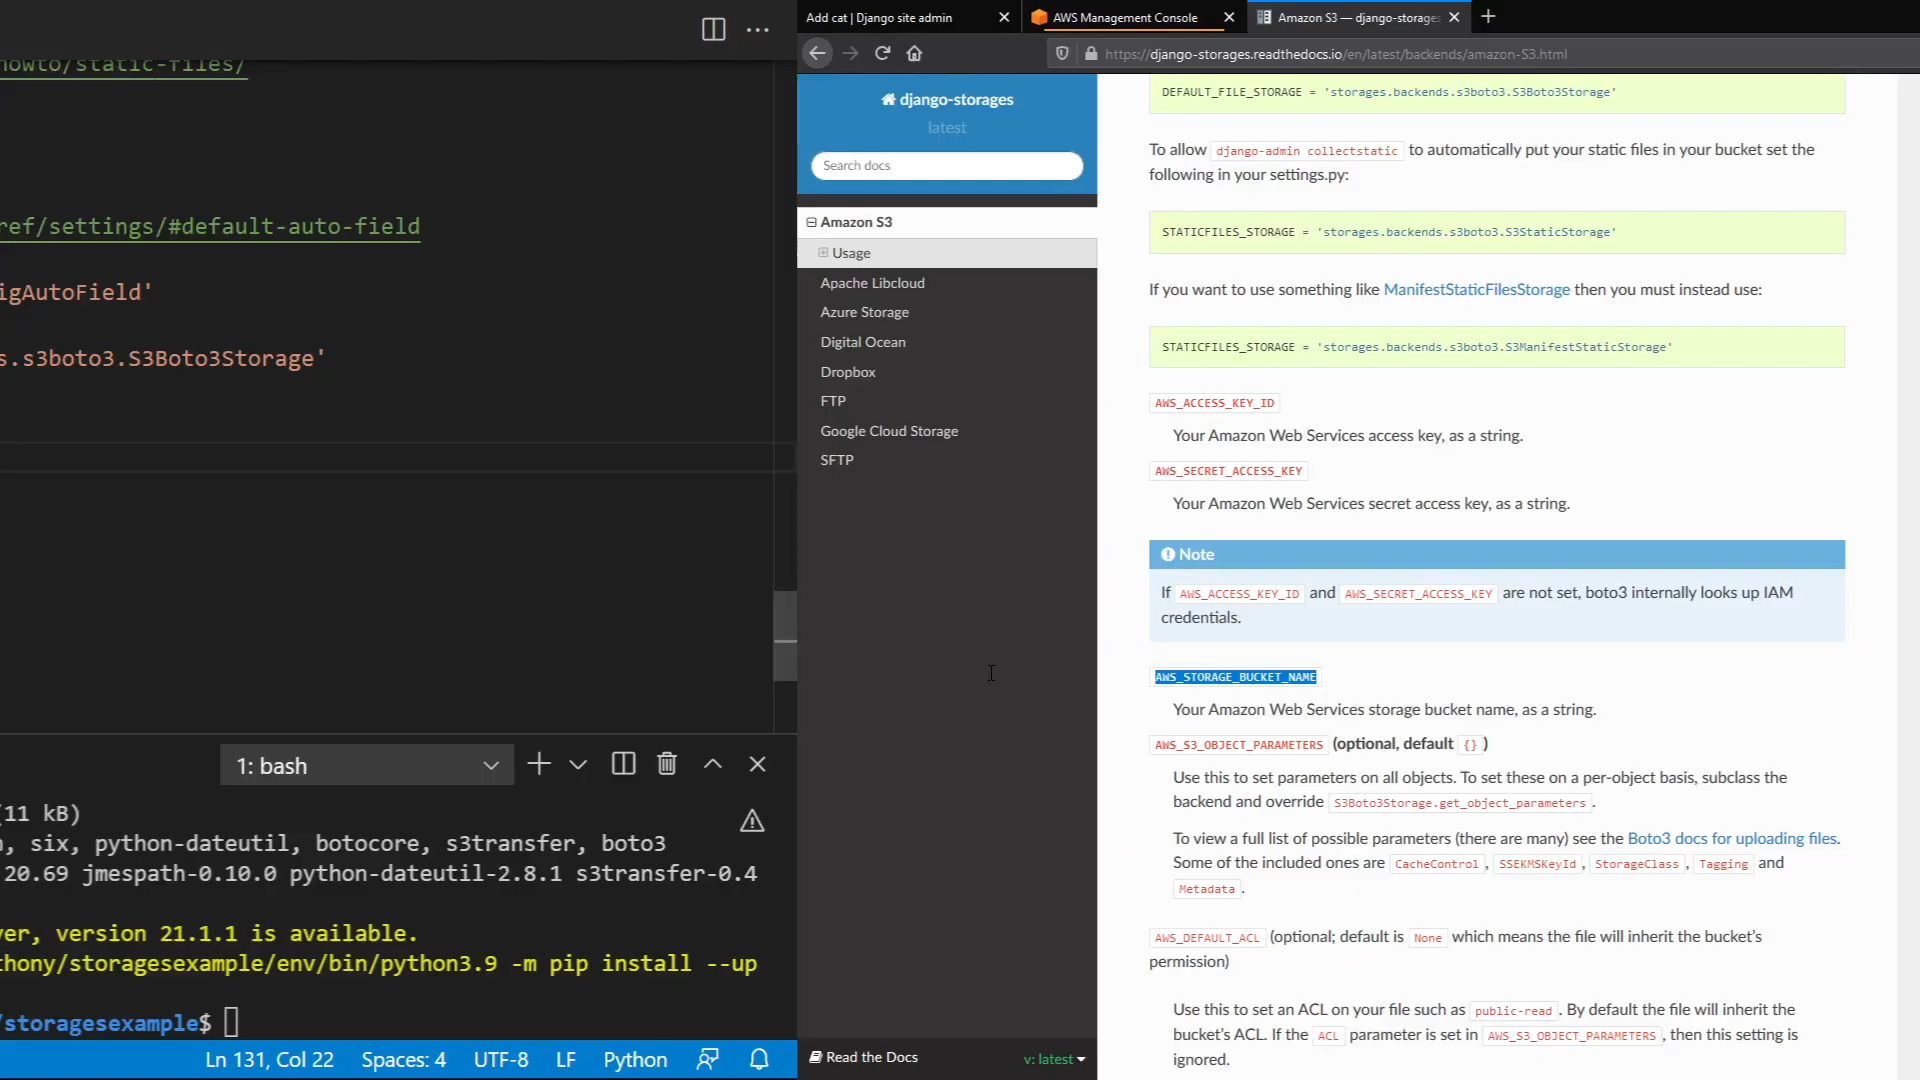 howto/static-files/
ref/settings/#default-auto-field
igAutoField'
s.s3boto3.S3Boto3Storage'
1: bash
(11 kB)
, six, python-dateutil, botocore, s3transfer, boto3
20.69 jmespath-0.10.0 python-dateutil-2.8.1 s3transfer-0.4
ver, version 21.1.1 is available.
thony/storagesexample/env/bin/python3.9 -m pip install --up
/storagesexample$
Ln 131, Col 22 Spaces: 4 UTF-8 LF Python
Add cat | Django site admin
AWS Management Console
Amazon S3 — django-storages
https://django-storages.readthedocs.io/en/latest/backends/amazon-S3.html
django-storages
latest
Search docs
Amazon S3
Usage
Apache Libcloud
Azure Storage
Digital Ocean
Dropbox
FTP
Google Cloud Storage
SFTP
Read the Docs
v: latest
DEFAULT_FILE_STORAGE = 'storages.backends.s3boto3.S3Boto3Storage'
To allow django-admin collectstatic to automatically put your static files in your bucket set the
following in your settings.py:
STATICFILES_STORAGE = 'storages.backends.s3boto3.S3StaticStorage'
If you want to use something like ManifestStaticFilesStorage then you must instead use:
STATICFILES_STORAGE = 'storages.backends.s3boto3.S3ManifestStaticStorage'
AWS_ACCESS_KEY_ID
Your Amazon Web Services access key, as a string.
AWS_SECRET_ACCESS_KEY
Your Amazon Web Services secret access key, as a string.
Note
If AWS_ACCESS_KEY_ID and AWS_SECRET_ACCESS_KEY are not set, boto3 internally looks up IAM
credentials.
AWS_STORAGE_BUCKET_NAME
Your Amazon Web Services storage bucket name, as a string.
AWS_S3_OBJECT_PARAMETERS (optional, default {})
Use this to set parameters on all objects. To set these on a per-object basis, subclass the
backend and override S3Boto3Storage.get_object_parameters.
To view a full list of possible parameters (there are many) see the Boto3 docs for uploading files.
Some of the included ones are CacheControl, SSEKMSKeyId, StorageClass, Tagging and
Metadata.
AWS_DEFAULT_ACL (optional; default is None which means the file will inherit the bucket's
permission)
Use this to set an ACL on your file such as public-read. By default the file will inherit the
bucket's ACL. If the ACL parameter is set in AWS_S3_OBJECT_PARAMETERS, then this setting is
ignored.